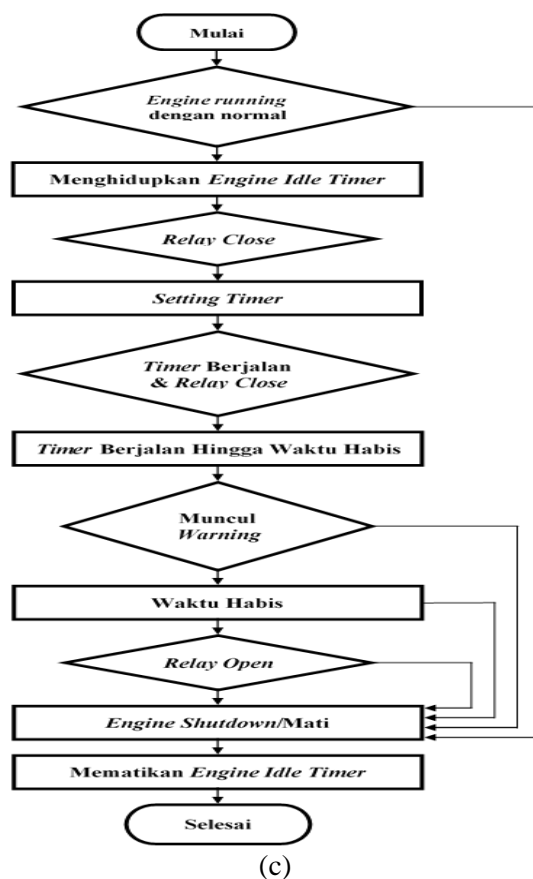 Mulai
Engine running
dengan normal
Menghidupkan Engine Idle Timer
Relay Close
Setting Timer
Timer Berjalan
& Relay Close
Timer Berjalan Hingga Waktu Habis
Muncul
Warning
Waktu Habis
Relay Open
Engine Shutdown/Mati
Mematikan Engine Idle Timer
Selesai
(c)